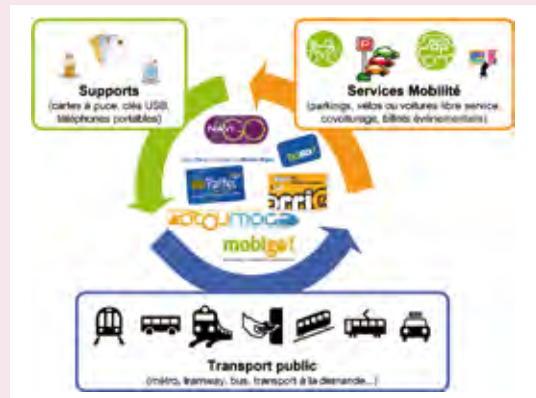 Supports
(cartes à puce, clés USB,
téléphones portables)
Services Mobilité
(parkings, vélos ou voitures libre service,
covoiturage, billets évènementiels)
NAVIGO
mobigo!
Transport public
(métro, tramway, bus, transport à la demande...)